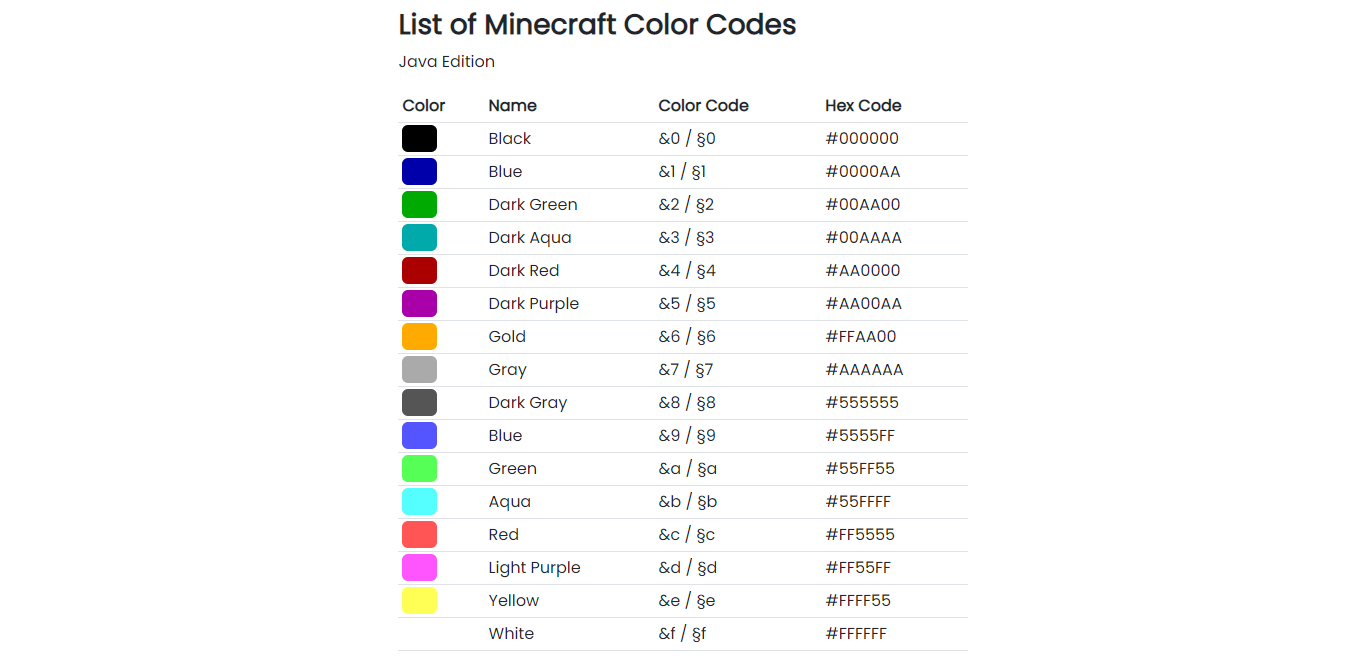 List of Minecraft Color Codes
Java Edition
Color Name Color Code Hex Code
Black &0 / §0 #000000
Blue &1 / §1 #0000AA
Dark Green &2 / §2 #00AA00
Dark Aqua &3 / §3 #00AAAA
Dark Red &4 / §4 #AA0000
Dark Purple &5 / §5 #AA00AA
Gold &6 / §6 #FFAA00
Gray &7 / §7 #AAAAAA
Dark Gray &8 / §8 #555555
Blue &9 / §9 #5555FF
Green &a / §a #55FF55
Aqua &b / §b #55FFFF
Red &c / §c #FF5555
Light Purple &d / §d #FF55FF
Yellow &e / §e #FFFF55
White &f / §f #FFFFFF